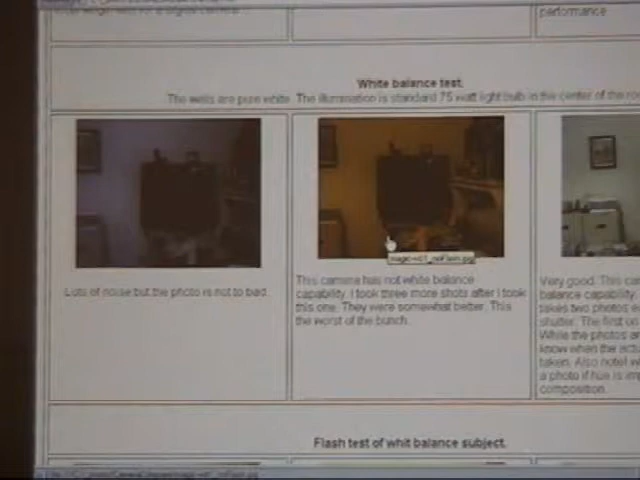 performance
White balance test.
The walls are pure white. The illumination is standard 75 watt light bulb in the center of the
Lots of noise but the photo is not to bad.
This camera has not white balance
capability. I took three more shots after I took
this one. They were somewhat better. This
the worst of the bunch.
Very good. This
balance capability
takes two photos
shutter. The first
While the photos
know when the
taken. Also
a photo if hue is
composition.
Flash test of whit balance subject.